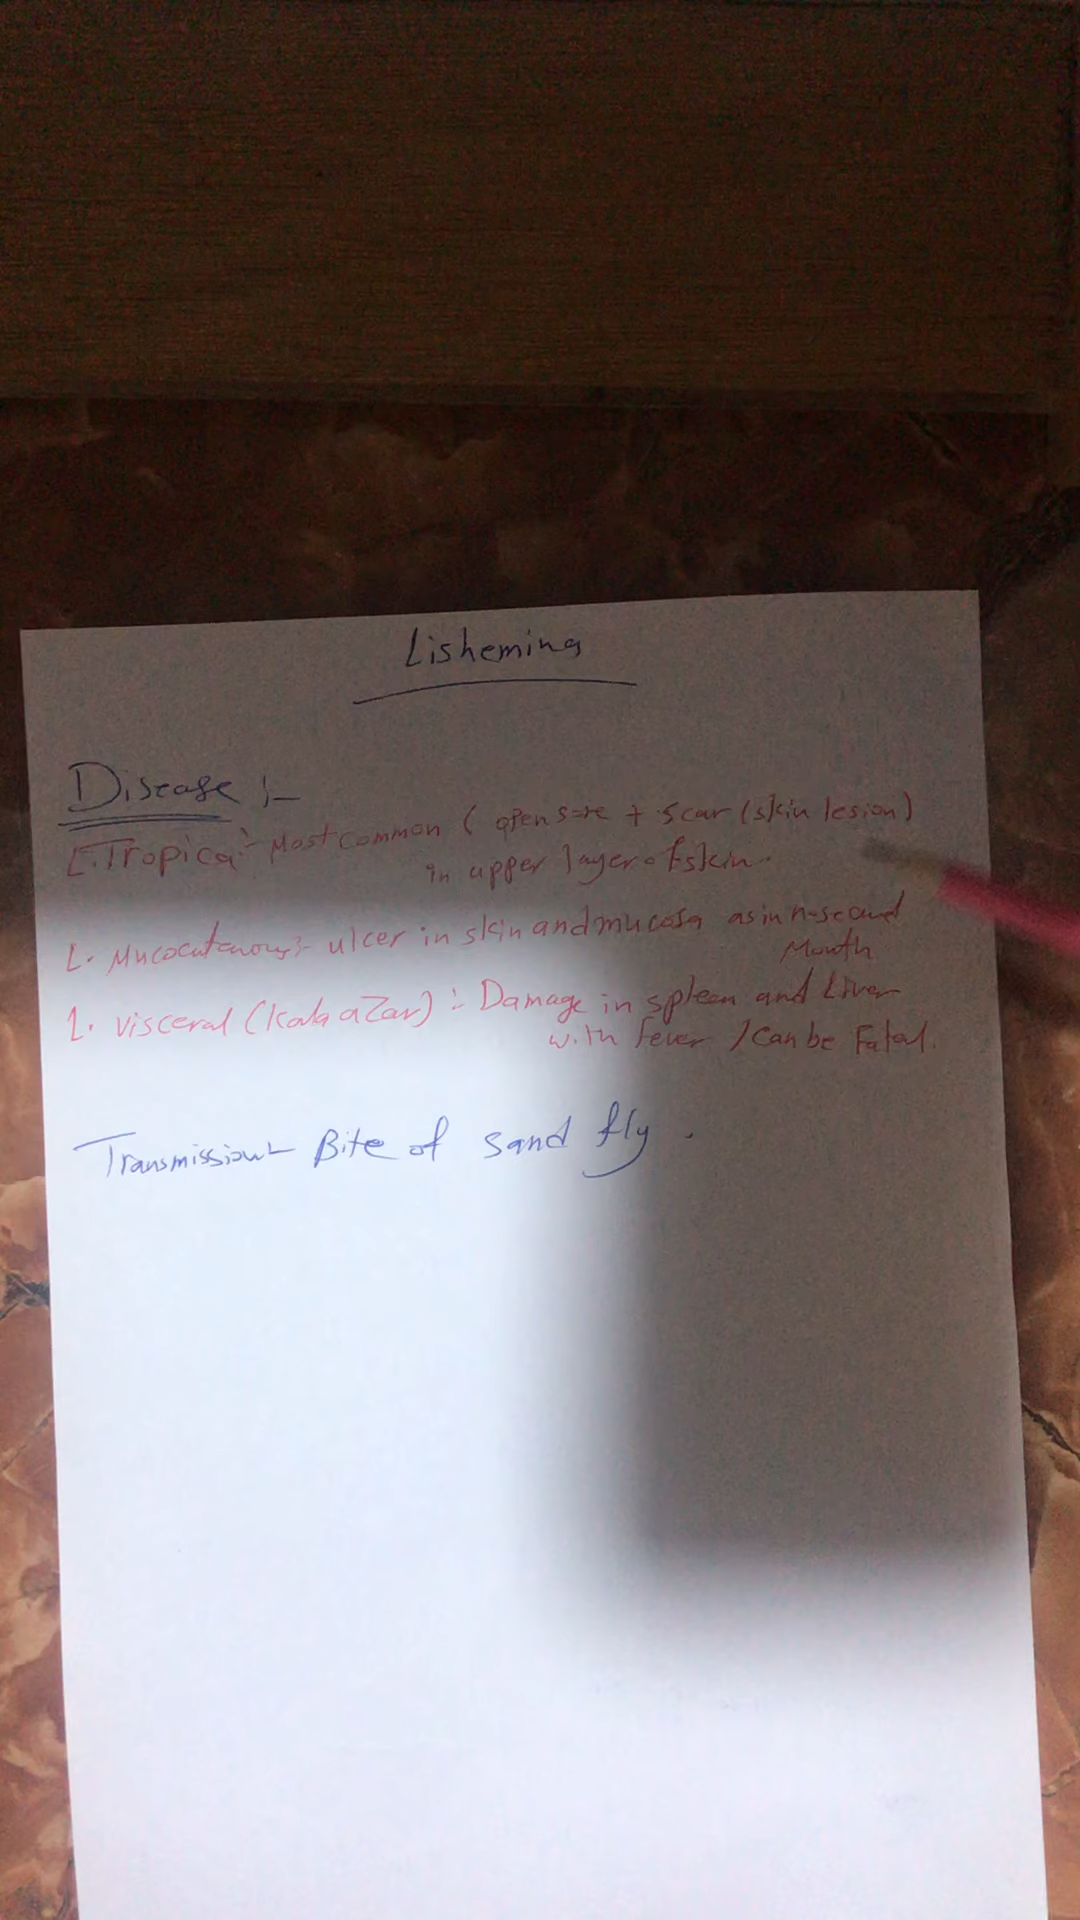 Lisheming
Disease :-
L.Tropica:- Most common ( open sore + scar (skin lesion)
in upper layer of skin.
L. Mucocutenous:- ulcer in skin and mucosa as in nose and
Mouth
L. visceral (kala aZar) :- Damage in spleen and Liver
with fever / Can be Fatal.
Transmission:- Bite of sand fly .